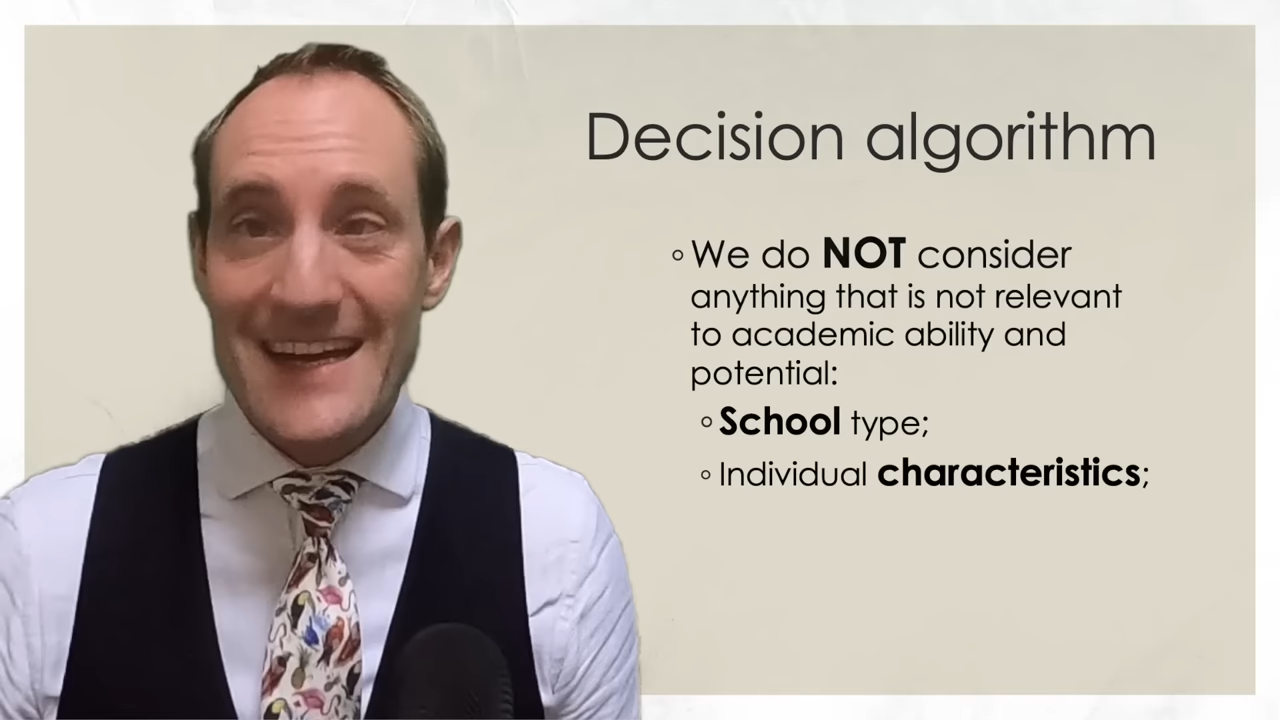 Decision algorithm
◦We do NOT consider
anything that is not relevant
to academic ability and
potential:
◦School type;
◦Individual characteristics;